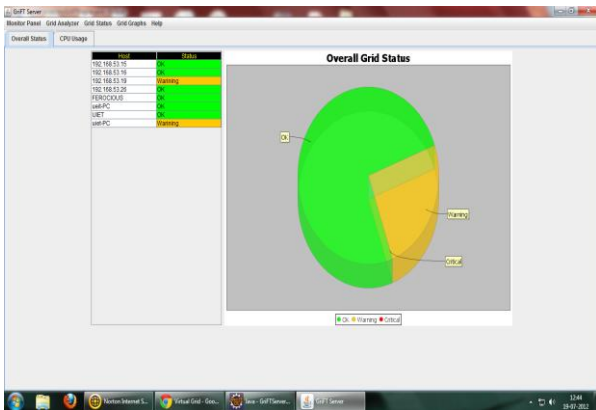 GriFT Server
Monitor Panel Grid Analyzer Grid Status Grid Graphs Help
Overall Status CPU Usage
Host Status
192.168.53.15 OK
192.168.53.16 OK
192.168.53.19 Warning
192.168.53.26 OK
FEROCIOUS OK
uiet-PC OK
UIET OK
uiet-PC Warning
Overall Grid Status
Ok
Warning
Critical
Ok Warning Critical
Norton Internet S...
Virtual Grid - Goo...
Java - GriFTServer...
GriFT Server
12:44
19-07-2012